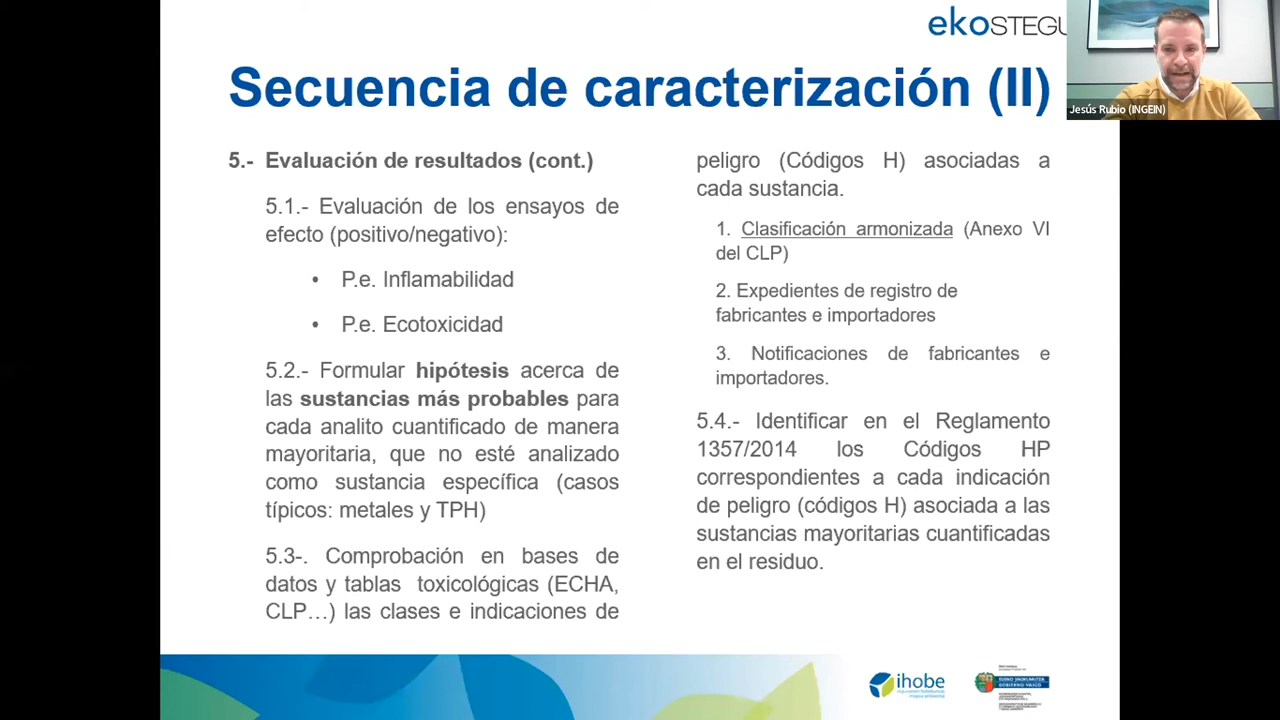 ekOSTEGU
Jesús Rubio (INGEIN)
Secuencia de caracterización (II)
5.- Evaluación de resultados (cont.)
5.1.- Evaluación de los ensayos de
efecto (positivo/negativo):
• P.e. Inflamabilidad
• P.e. Ecotoxicidad
5.2.- Formular hipótesis acerca de
las sustancias más probables para
cada analito cuantificado de manera
mayoritaria, que no esté analizado
como sustancia específica (casos
típicos: metales y TPH)
5.3-. Comprobación en bases de
datos y tablas toxicológicas (ECHA,
CLP…) las clases e indicaciones de
peligro (Códigos H) asociadas a
cada sustancia.
1. Clasificación armonizada (Anexo VI
del CLP)
2. Expedientes de registro de
fabricantes e importadores
3. Notificaciones de fabricantes e
importadores.
5.4.- Identificar en el Reglamento
1357/2014 los Códigos HP
correspondientes a cada indicación
de peligro (códigos H) asociada a las
sustancias mayoritarias cuantificadas
en el residuo.
ihobe
EUSKO JAURLARITZA
GOBIERNO VASCO